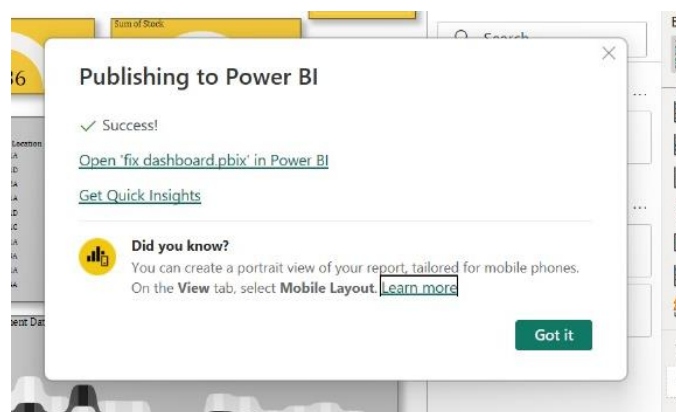 Sum of Stock
Search
Publishing to Power BI
Success!
Open 'fix dashboard.pbix' in Power BI
Get Quick Insights
Did you know?
You can create a portrait view of your report, tailored for mobile phones.
On the View tab, select Mobile Layout. Learn more
Got it
Location